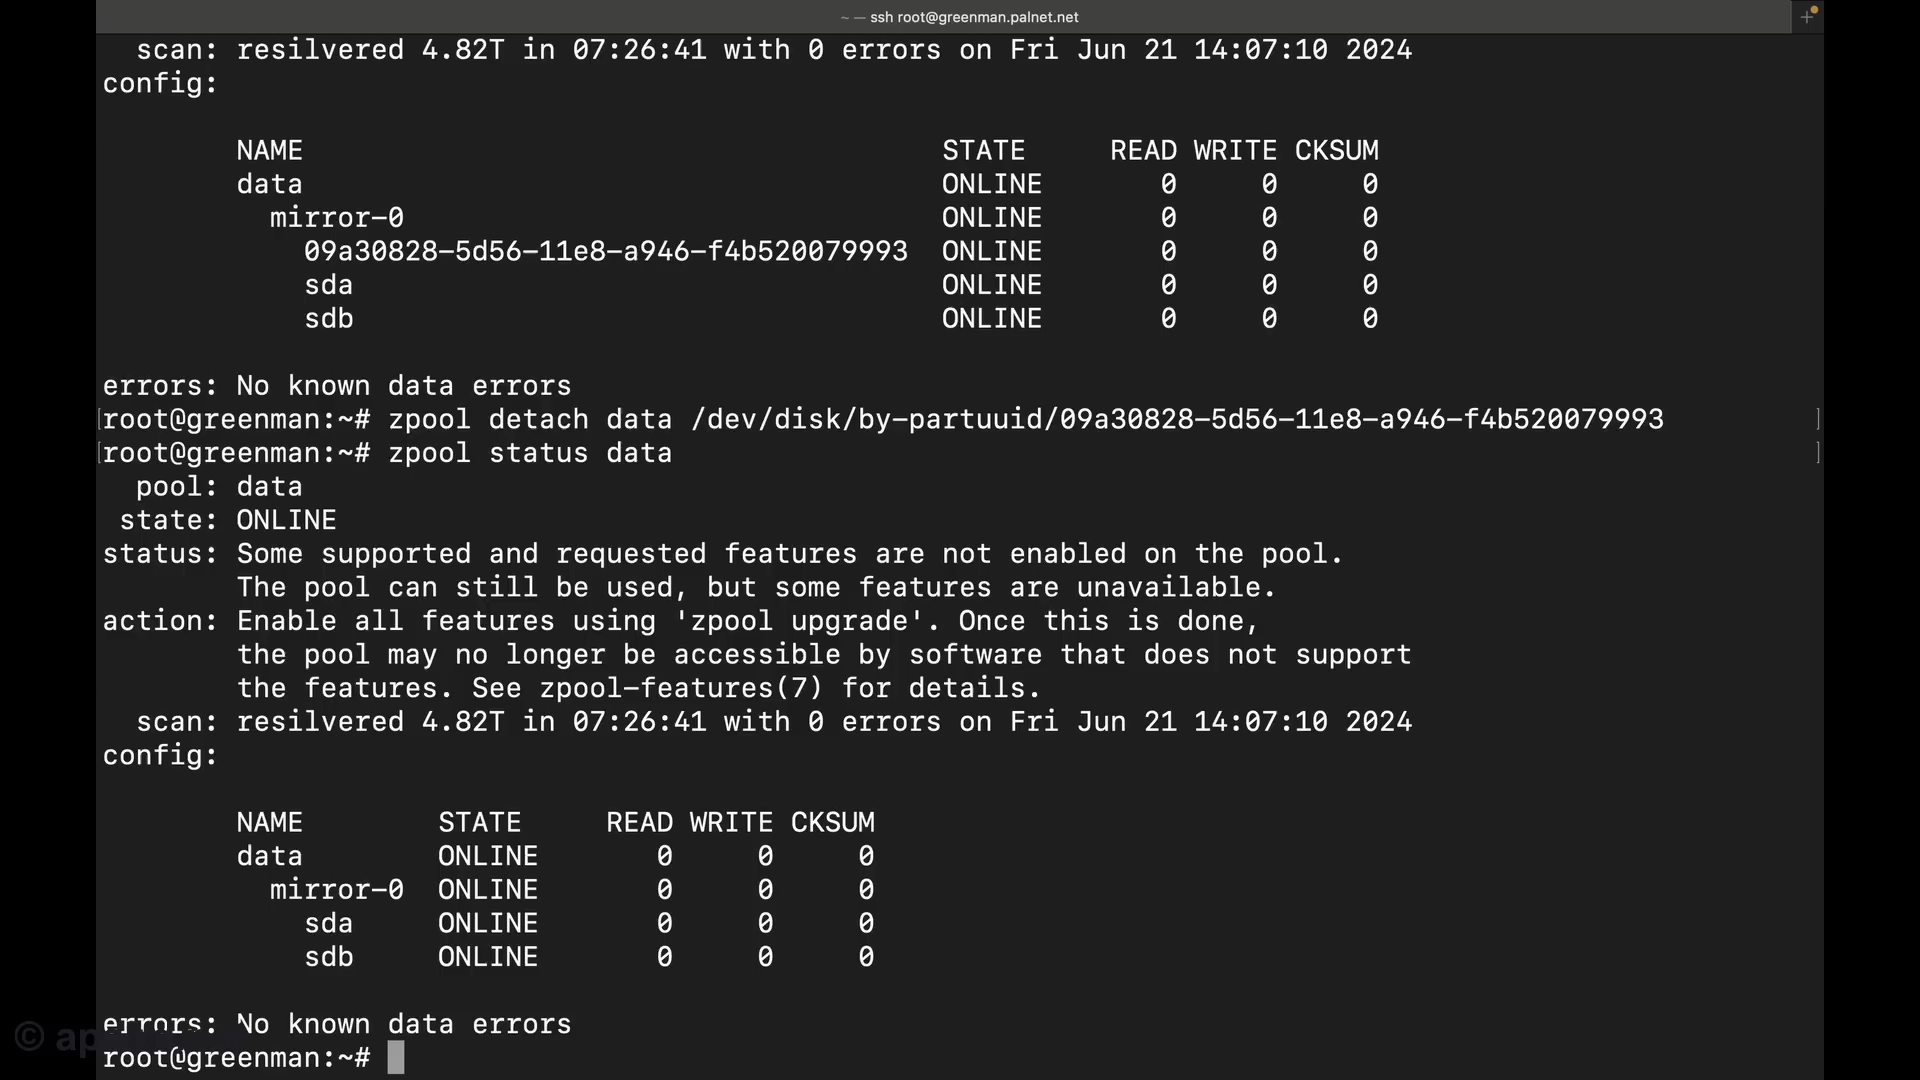 ~ — ssh root@greenman.palnet.net
scan: resilvered 4.82T in 07:26:41 with 0 errors on Fri Jun 21 14:07:10 2024
config:
NAME STATE READ WRITE CKSUM
data ONLINE 0 0 0
mirror-0 ONLINE 0 0 0
09a30828-5d56-11e8-a946-f4b520079993 ONLINE 0 0 0
sda ONLINE 0 0 0
sdb ONLINE 0 0 0
errors: No known data errors
[root@greenman:~# zpool detach data /dev/disk/by-partuuid/09a30828-5d56-11e8-a946-f4b520079993 ]
[root@greenman:~# zpool status data ]
pool: data
state: ONLINE
status: Some supported and requested features are not enabled on the pool.
The pool can still be used, but some features are unavailable.
action: Enable all features using 'zpool upgrade'. Once this is done,
the pool may no longer be accessible by software that does not support
the features. See zpool-features(7) for details.
scan: resilvered 4.82T in 07:26:41 with 0 errors on Fri Jun 21 14:07:10 2024
config:
NAME STATE READ WRITE CKSUM
data ONLINE 0 0 0
mirror-0 ONLINE 0 0 0
sda ONLINE 0 0 0
sdb ONLINE 0 0 0
errors: No known data errors
root@greenman:~#